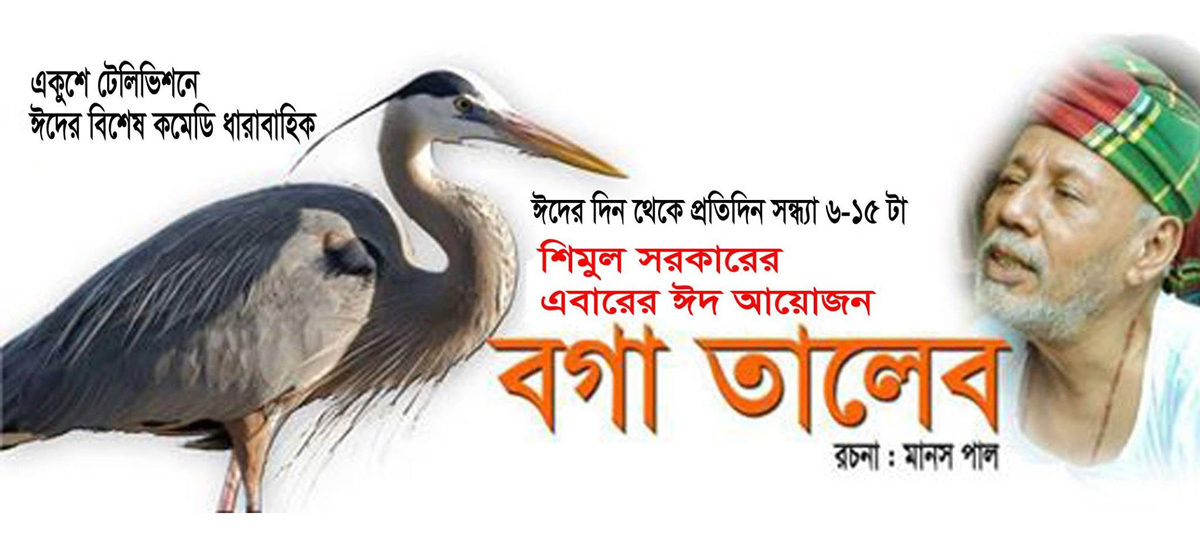 একুশে টেলিভিশনে
ঈদের বিশেষ কমেডি ধারাবাহিক
ঈদের দিন থেকে প্রতিদিন সন্ধ্যা ৬-১৫ টা
শিমুল সরকারের
এবারের ঈদ আয়োজন
বগা তালেব
রচনা : মানস পাল